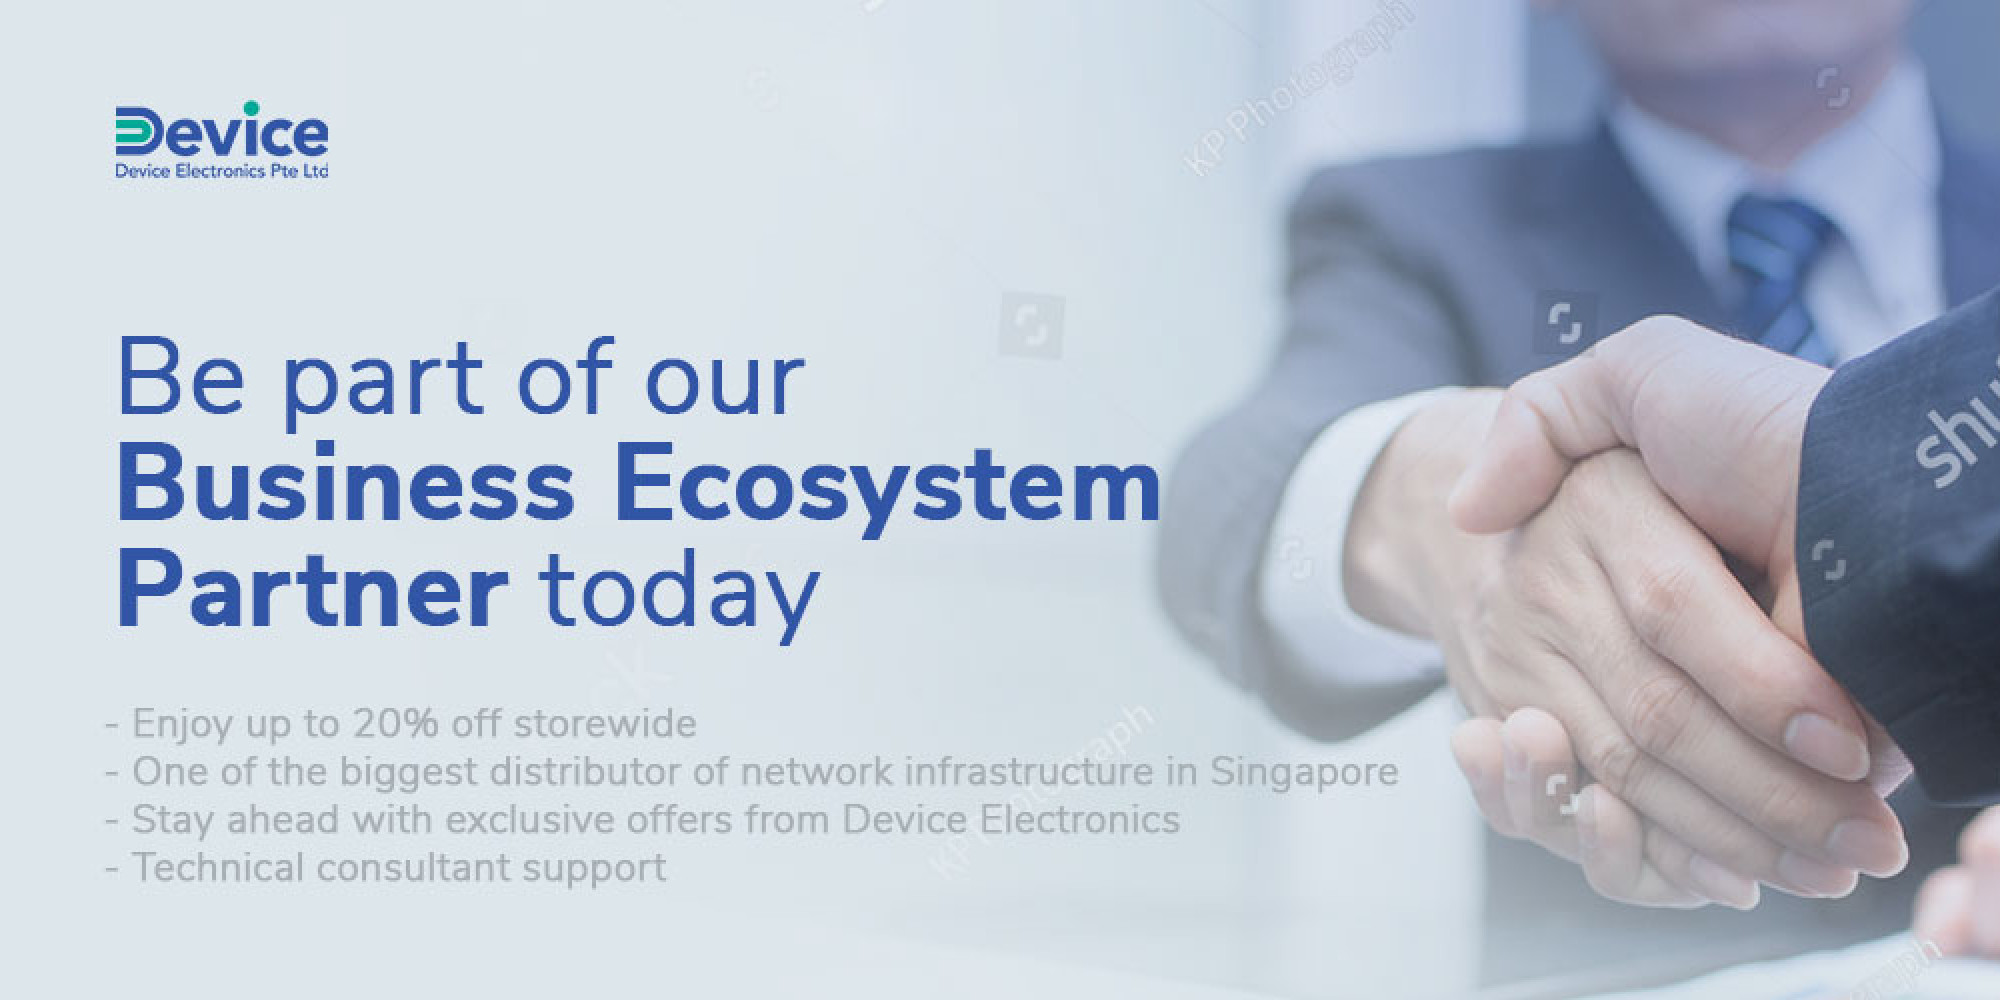 Device
Device Electronics Pte Ltd
KP Photograph
Be part of our
Business Ecosystem
Partner today
shu
- Enjoy up to 20% off storewide
- One of the biggest distributor of network infrastructure in Singapore
- Stay ahead with exclusive offers from Device Electronics
- Technical consultant support
KP Photograph